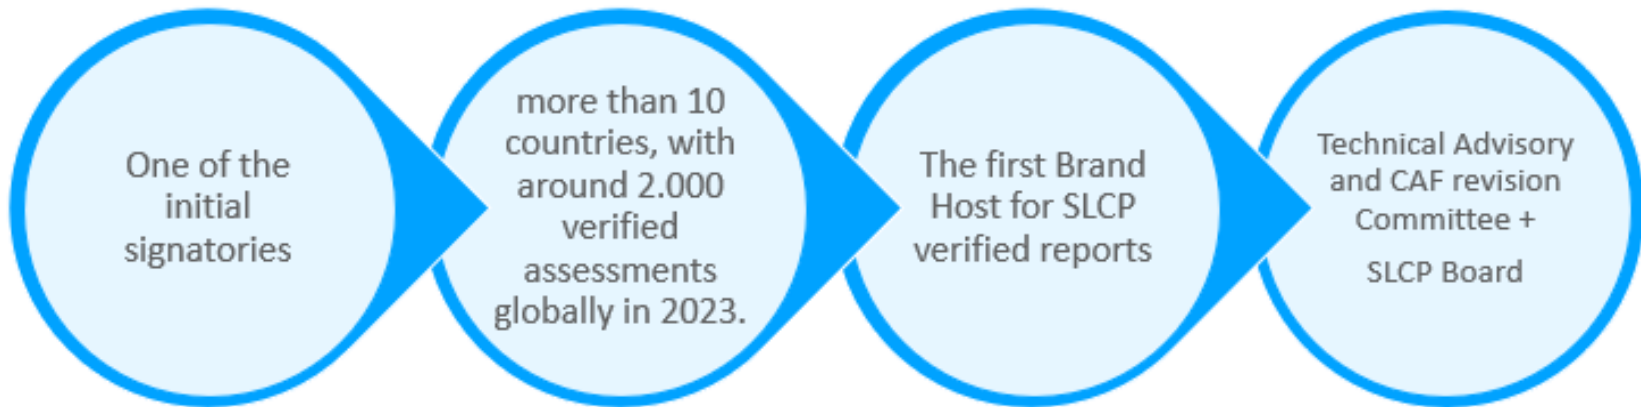 One of the
initial
signatories
more than 10
countries, with
around 2.000
verified
assessments
globally in 2023.
The first Brand
Host for SLCP
verified reports
Technical Advisory
and CAF revision
Committee +
SLCP Board